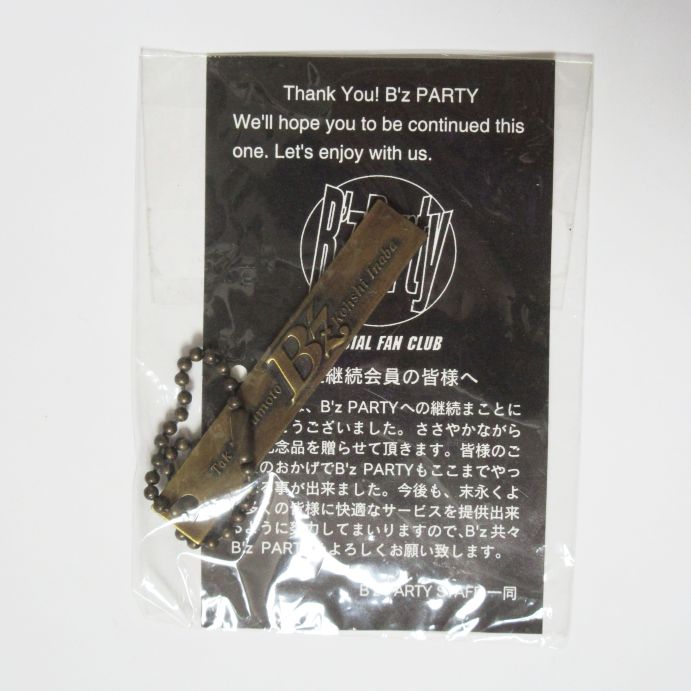 Thank You! B'z PARTY
We'll hope you to be continued this
one. Let's enjoy with us.
B'z Party
FAN CLUB
Tak
B'z
Kohshi Inaba
継続会員の皆様へ
、B'z PARTYへの継続まことに
うございました。ささやかながら
念品を贈らせて頂きます。皆様のご
のおかげでB'z PARTYもここまでやっ
事が出来ました。今後も、末永くよ
の皆様に快適なサービスを提供出来
ように努力してまいりますので、B'z共々
B'z PARTY よろしくお願い致します。
B'z PARTY STAFF一同